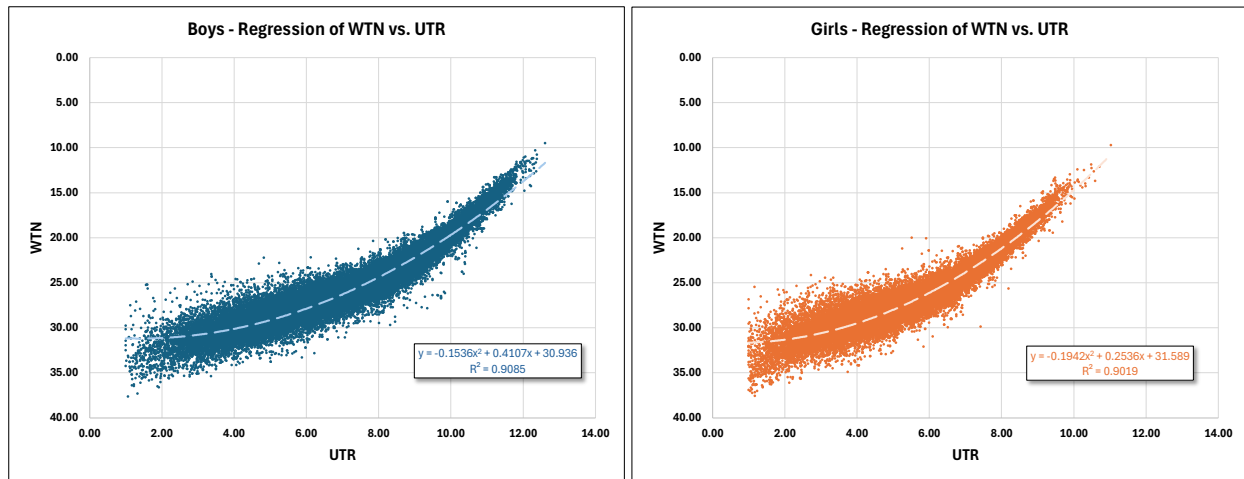 Boys - Regression of WTN vs. UTR
0.00
5.00
10.00
15.00
20.00
25.00
30.00
35.00
40.00
WTN
0.00 2.00 4.00 6.00 8.00 10.00 12.00 14.00
UTR
y = -0.1536x² + 0.4107x + 30.936
R² = 0.9085
Girls - Regression of WTN vs. UTR
0.00
5.00
10.00
15.00
20.00
25.00
30.00
35.00
40.00
WTN
0.00 2.00 4.00 6.00 8.00 10.00 12.00 14.00
UTR
y = -0.1942x² + 0.2536x + 31.589
R² = 0.9019